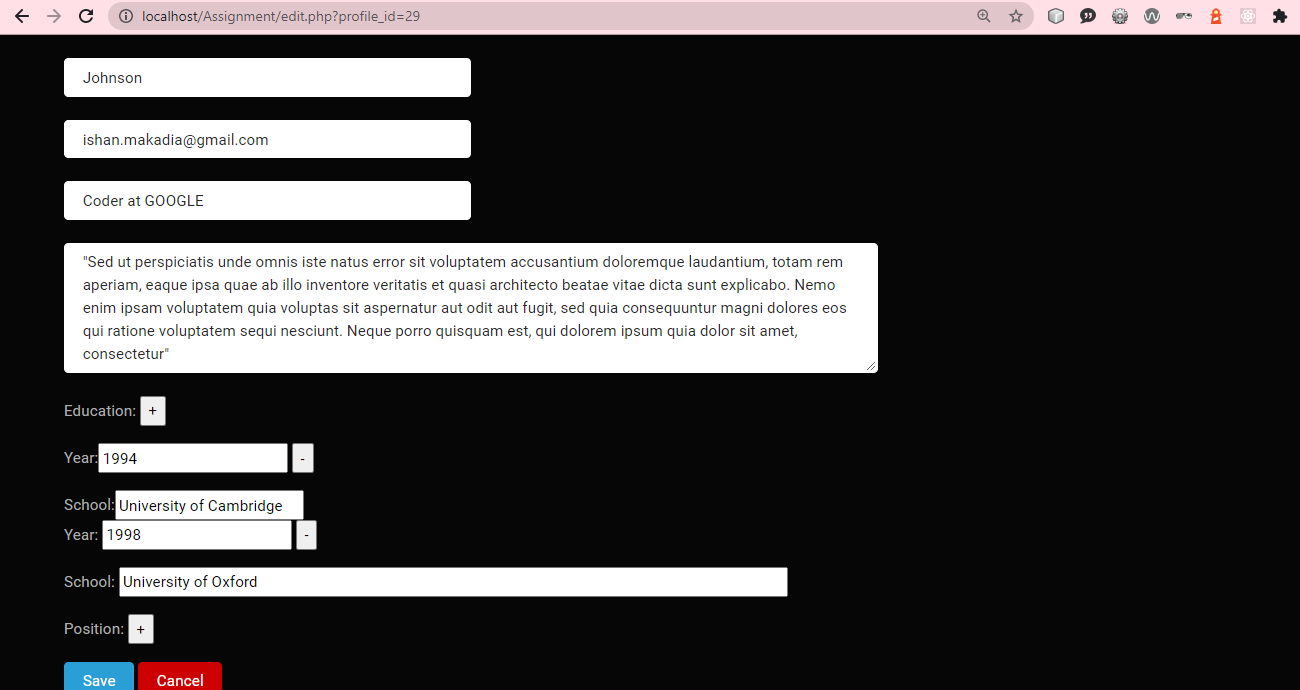 localhost/Assignment/edit.php?profile_id=29
Johnson
ishan.makadia@gmail.com
Coder at GOOGLE
"Sed ut perspiciatis unde omnis iste natus error sit voluptatem accusantium doloremque laudantium, totam rem
aperiam, eaque ipsa quae ab illo inventore veritatis et quasi architecto beatae vitae dicta sunt explicabo. Nemo
enim ipsam voluptatem quia voluptas sit aspernatur aut odit aut fugit, sed quia consequuntur magni dolores eos
qui ratione voluptatem sequi nesciunt. Neque porro quisquam est, qui dolorem ipsum quia dolor sit amet,
consectetur"
Education: +
Year: 1994 -
School: University of Cambridge
Year: 1998 -
School: University of Oxford
Position: +
Save Cancel